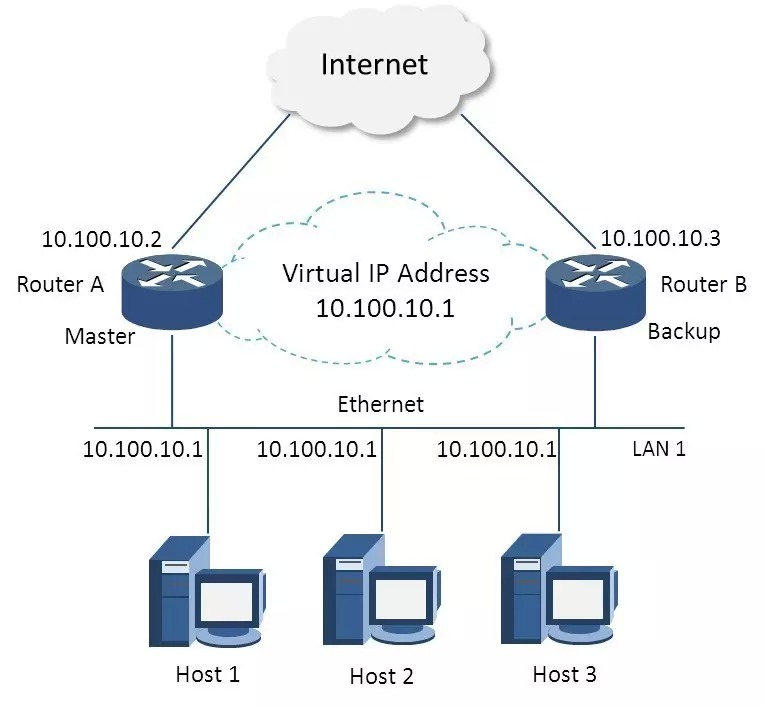 Internet
10.100.10.2
10.100.10.3
Router A
Virtual IP Address
10.100.10.1
Router B
Master
Backup
Ethernet
10.100.10.1
10.100.10.1
10.100.10.1
LAN 1
Host 1
Host 2
Host 3